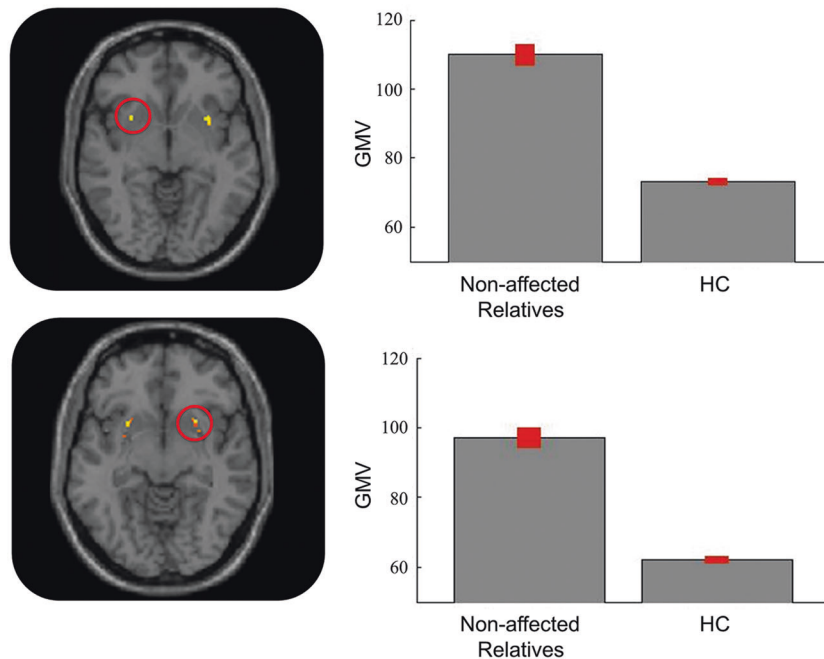 120
100
80
60
GMV
Non-affected
Relatives
HC
120
100
80
60
GMV
Non-affected
Relatives
HC